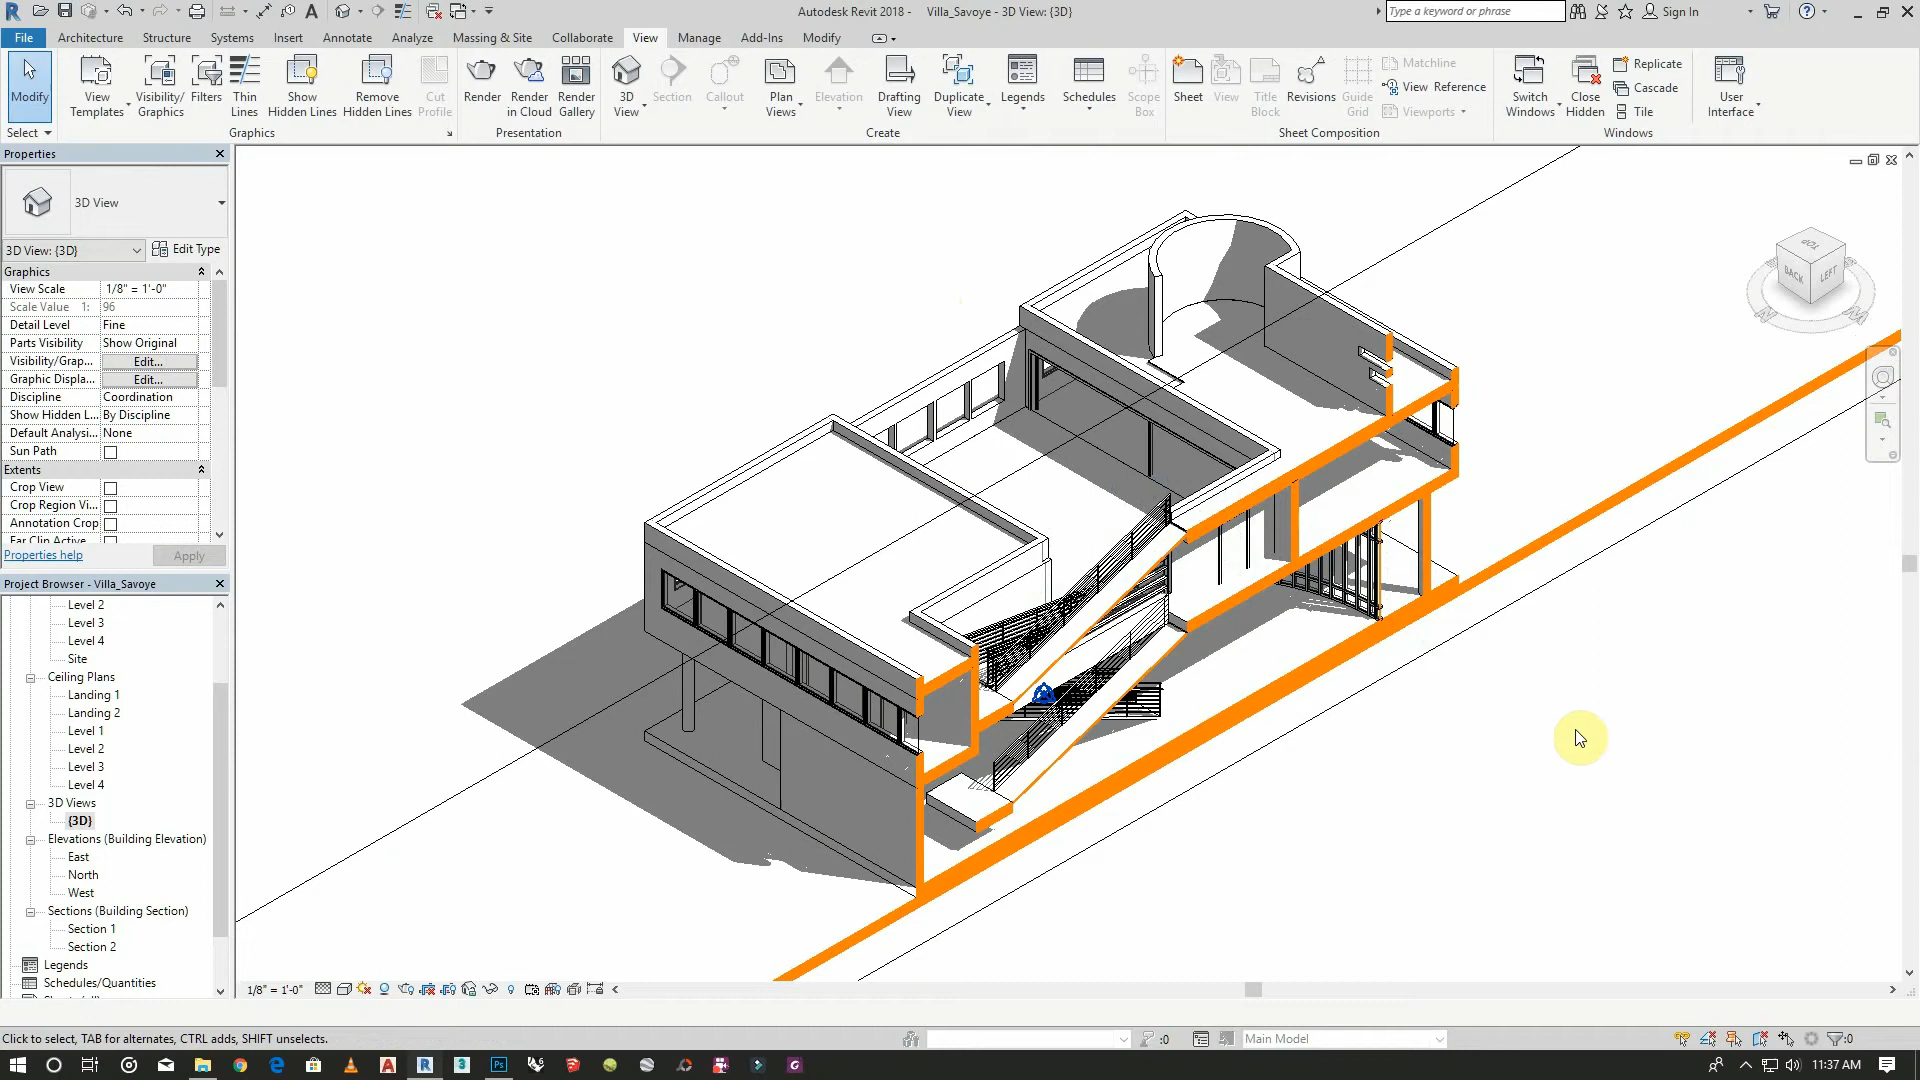 Autodesk Revit 2018 - Villa_Savoye - 3D View: {3D}
Type a keyword or phrase
Sign In
File Architecture Structure Systems Insert Annotate Analyze Massing & Site Collaborate View Manage Add-Ins Modify
Modify
View Templates
Visibility/ Graphics
Filters
Thin Lines
Show Hidden Lines
Remove Hidden Lines
Cut Profile
Render
Render in Cloud
Render Gallery
3D View
Section
Callout
Plan Views
Elevation
Drafting View
Duplicate View
Legends
Schedules
Scope Box
Sheet
View
Title Block
Revisions
Guide Grid
Matchline
View Reference
Viewports
Switch Windows
Close Hidden
Replicate
Cascade
Tile
User Interface
Select Graphics Presentation Create Sheet Composition Windows
Properties
3D View
3D View: {3D} Edit Type
Graphics
View Scale 1/8" = 1'-0"
Scale Value 1: 96
Detail Level Fine
Parts Visibility Show Original
Visibility/Grap... Edit...
Graphic Displa... Edit...
Discipline Coordination
Show Hidden L... By Discipline
Default Analysi... None
Sun Path
Extents
Crop View
Crop Region Vi...
Annotation Crop
Far Clip Active
Properties help Apply
Project Browser - Villa_Savoye
Level 2
Level 3
Level 4
Site
Ceiling Plans
Landing 1
Landing 2
Level 1
Level 2
Level 3
Level 4
3D Views
{3D}
Elevations (Building Elevation)
East
North
West
Sections (Building Section)
Section 1
Section 2
Legends
Schedules/Quantities
TOP
BACK
LEFT
N
1/8" = 1'-0"
Click to select, TAB for alternates, CTRL adds, SHIFT unselects.
:0
Main Model
:0
11:37 AM